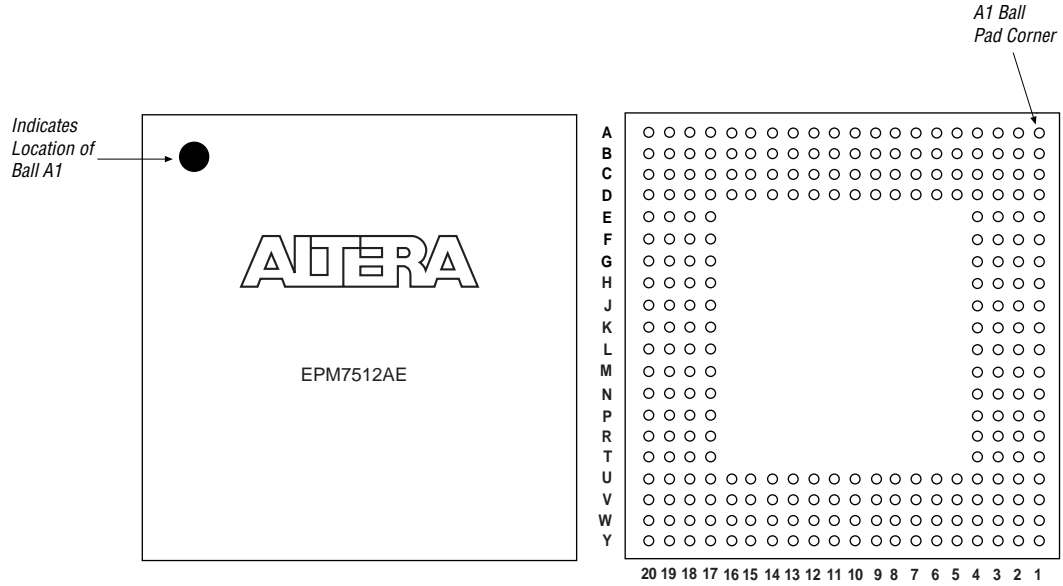 A1 Ball
Pad Corner
Indicates
Location of
Ball A1
ALTERA
EPM7512AE
A
B
C
D
E
F
G
H
J
K
L
M
N
P
R
T
U
V
W
Y
20 19 18 17 16 15 14 13 12 11 10 9 8 7 6 5 4 3 2 1